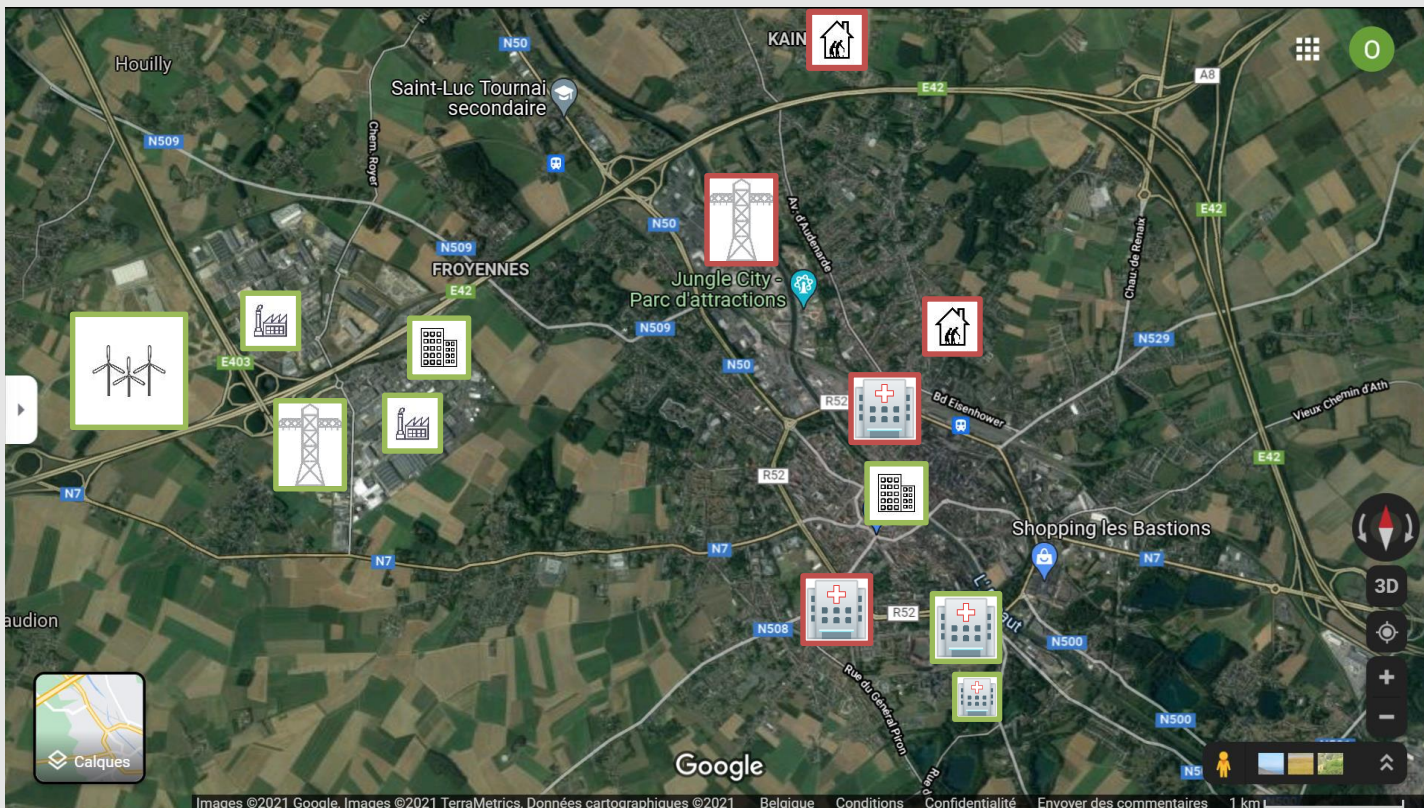 KAIN
N50
O
Houilly
A8
Saint-Luc Tournai
secondaire
E42
Chem. Royer
N509
Av. d'Audenarde
E42
N50
Chau. de Renaix
N509
FROYENNES
Jungle City -
Parc d'attractions
E42
N509
N529
E403
N50
R52
Bd Eisenhower
Vieux Chemin d'Ath
E42
R52
N7
Shopping les Bastions
N7
N7
N7
3D
audion
R52
N508
N500
Rue du Général Piron
N500
Calques
Google
Images ©2021 Google, Images ©2021 TerraMetrics, Données cartographiques ©2021 Belgique Conditions Confidentialité Envoyer des commentaires 1 km